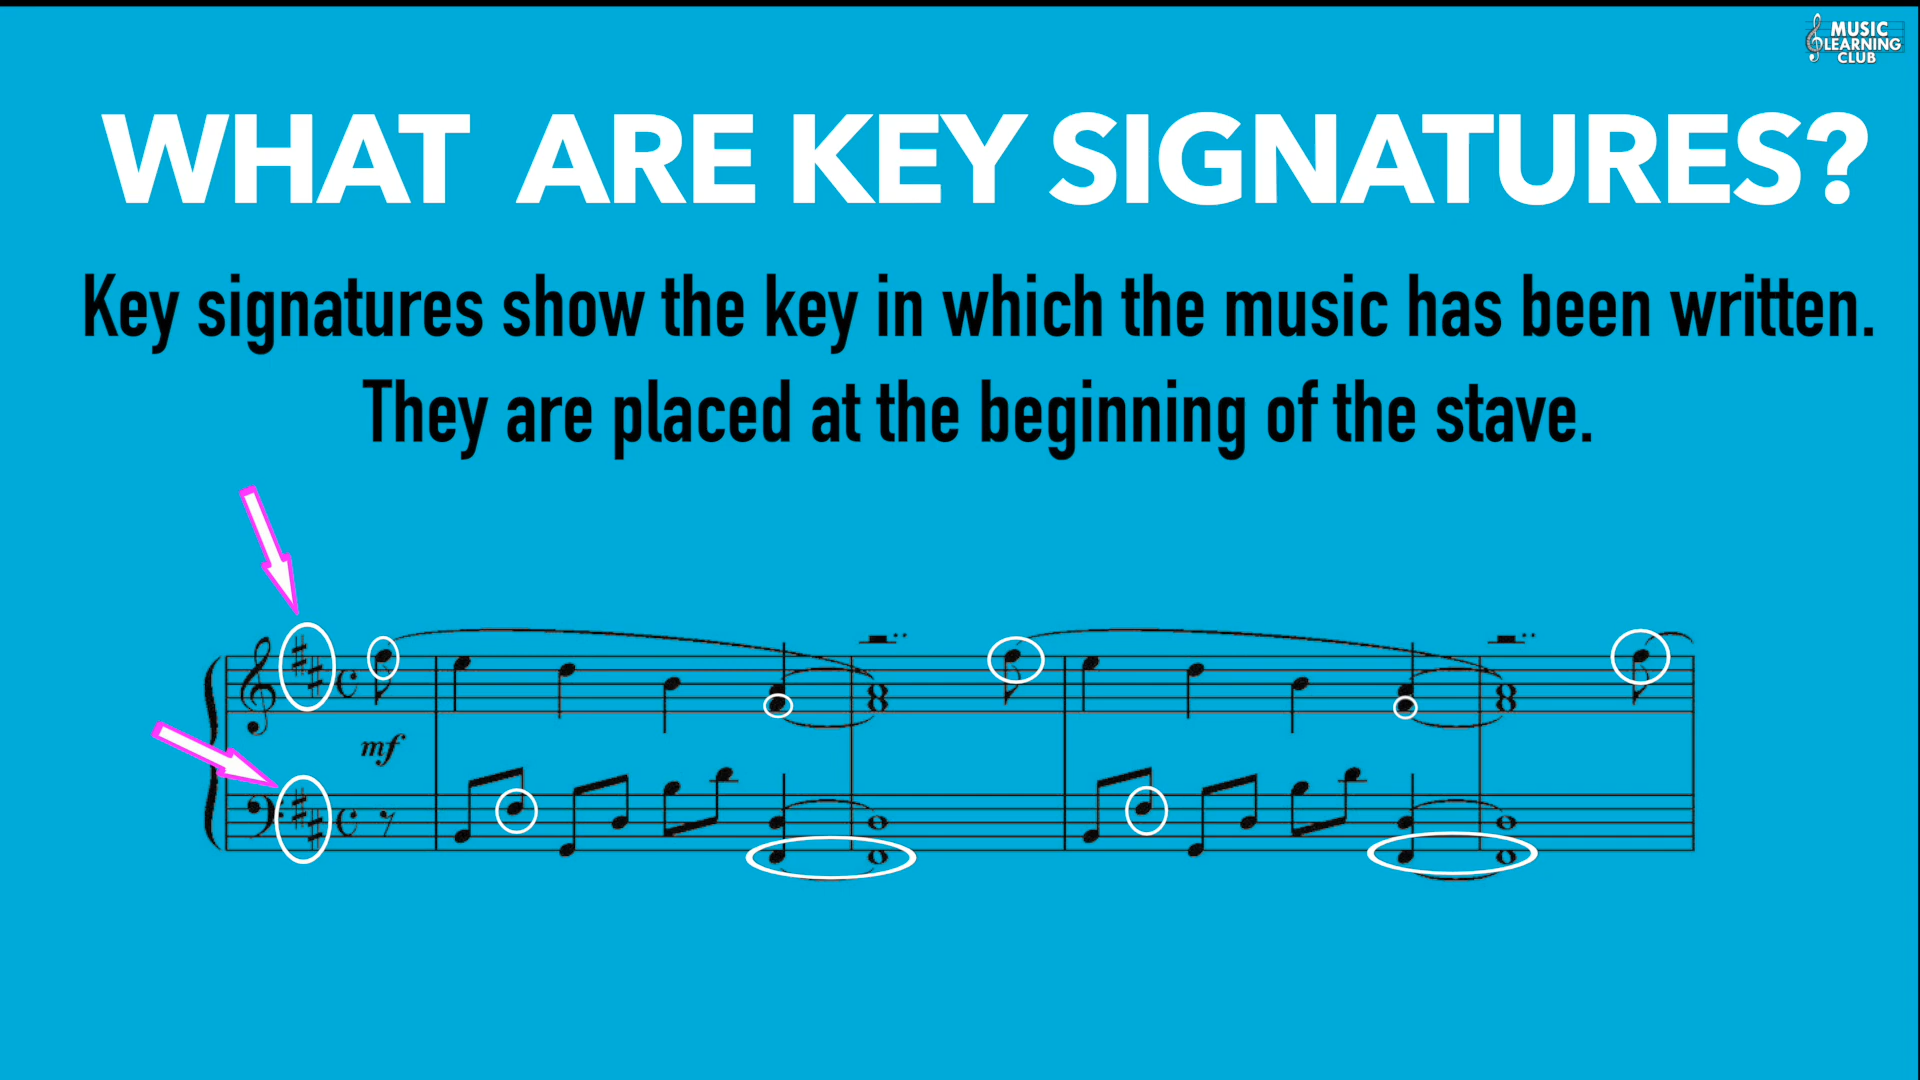 MUSIC
LEARNING
CLUB
WHAT ARE KEY SIGNATURES?
Key signatures show the key in which the music has been written.
They are placed at the beginning of the stave.
mf